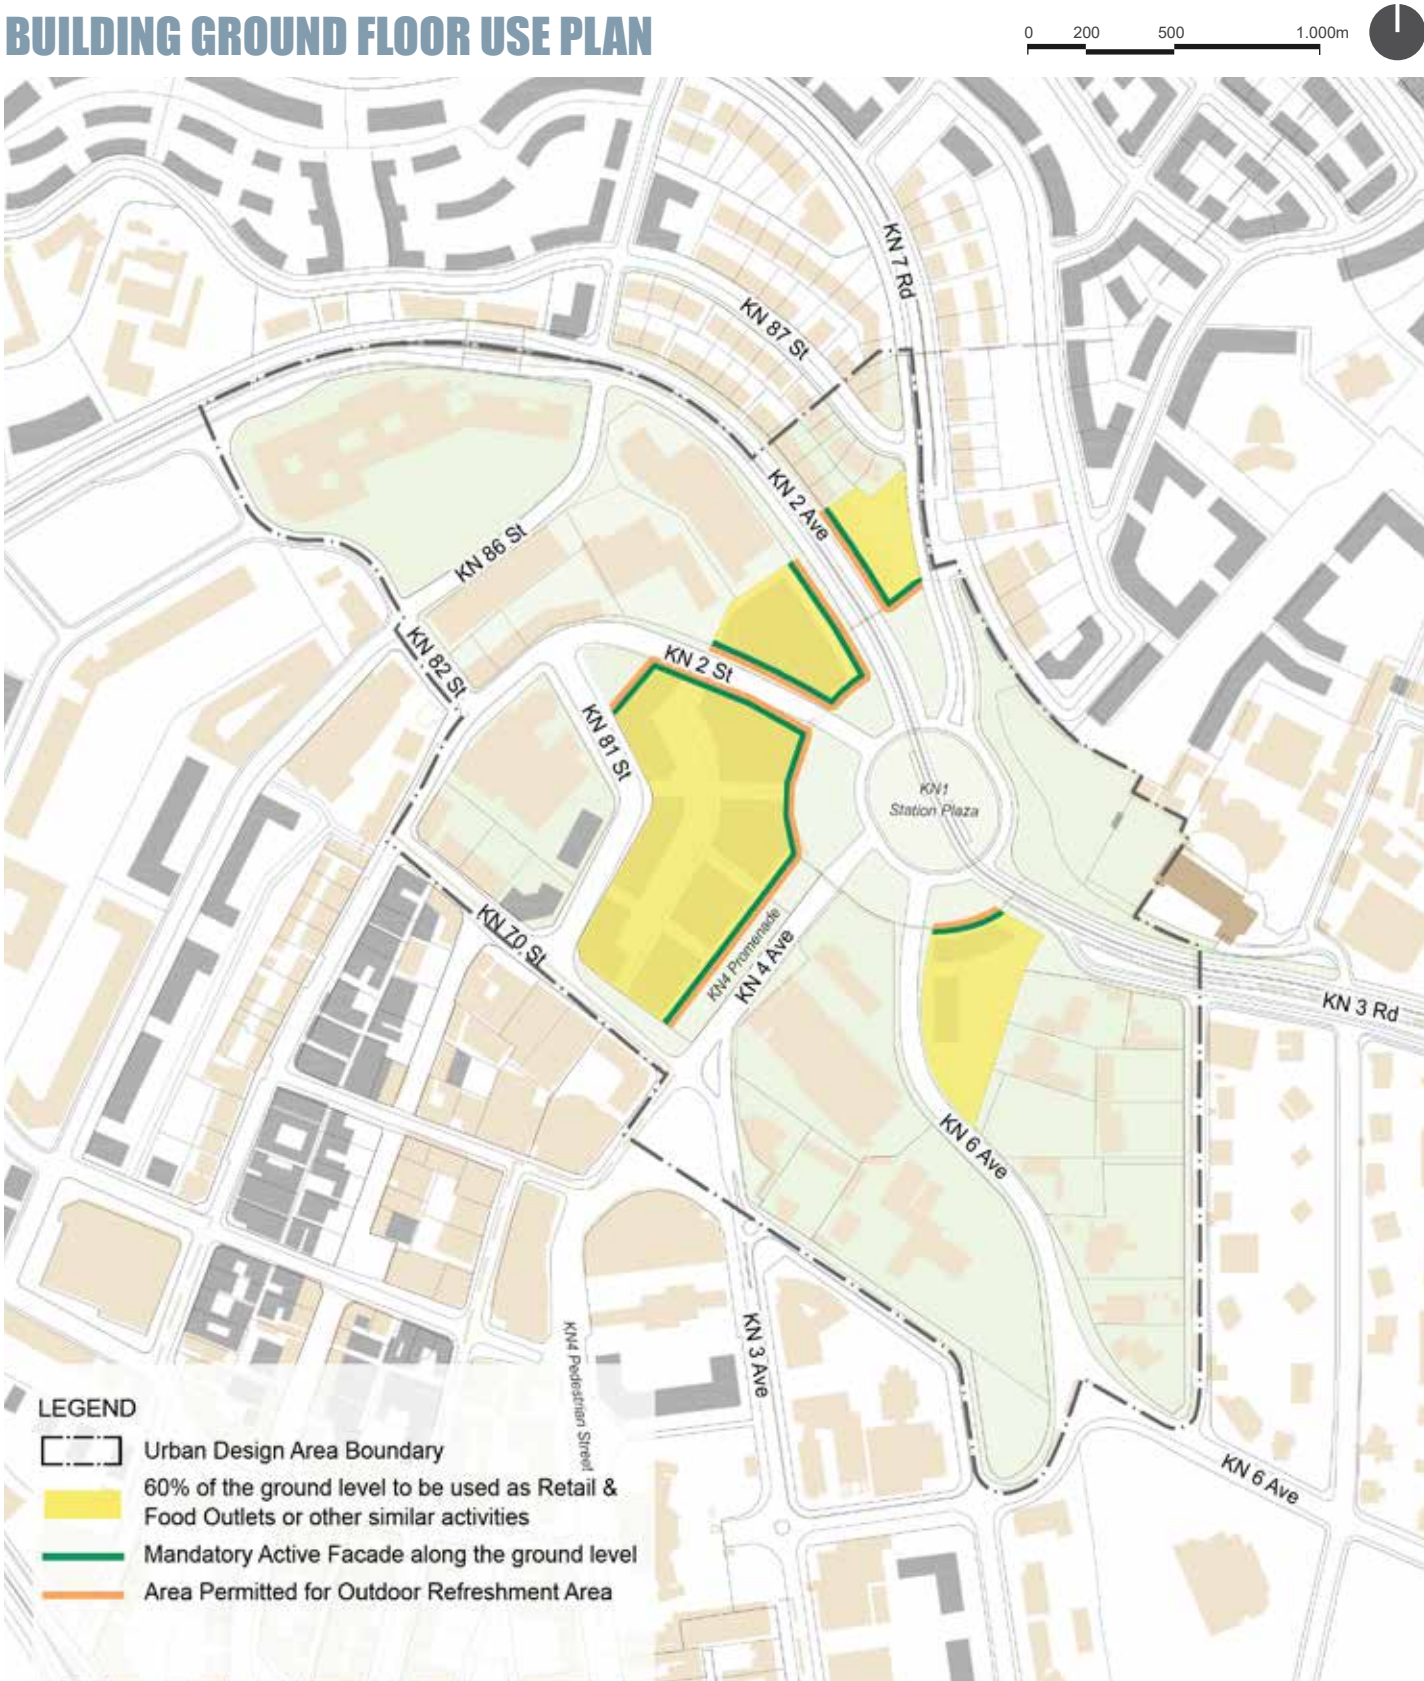 BUILDING GROUND FLOOR USE PLAN
0 200 500 1.000m
KN 7 Rd
KN 87 St
KN 2 Ave
KN 86 St
KN 82 St
KN 2 St
KN 81 St
KN1
Station Plaza
KN 70 St
KN4 Promenade
KN 4 Ave
KN 3 Rd
KN 6 Ave
KN 3 Ave
KN4 Pedestrian Street
KN 6 Ave
LEGEND
Urban Design Area Boundary
60% of the ground level to be used as Retail &
Food Outlets or other similar activities
Mandatory Active Facade along the ground level
Area Permitted for Outdoor Refreshment Area